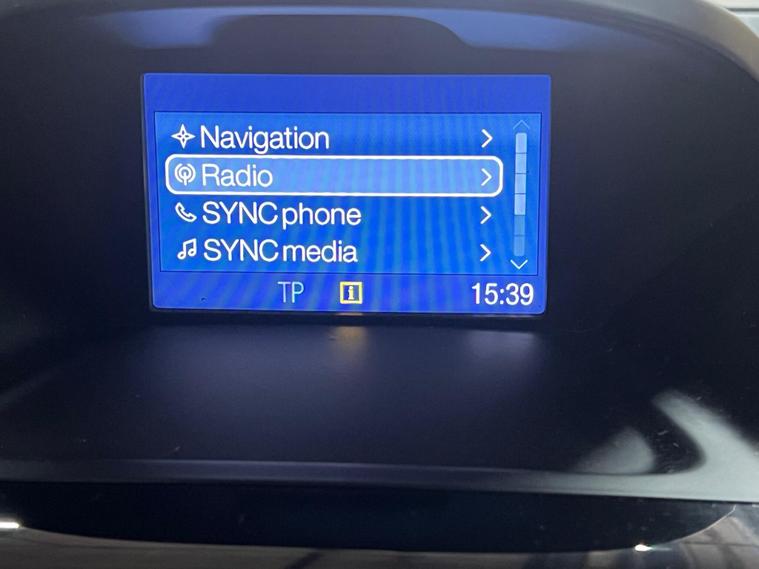 Navigation
Radio
SYNC phone
SYNC media
TP i 15:39